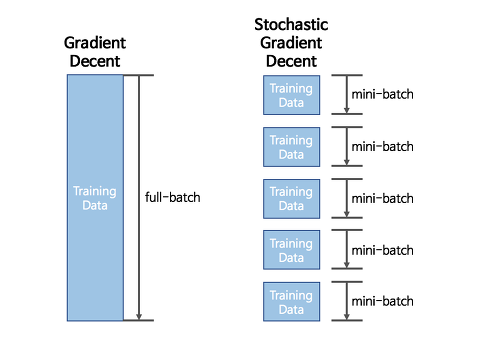 Gradient
Decent
Training
Data
full-batch
Stochastic
Gradient
Decent
Training
Data
mini-batch
Training
Data
mini-batch
Training
Data
mini-batch
Training
Data
mini-batch
Training
Data
mini-batch